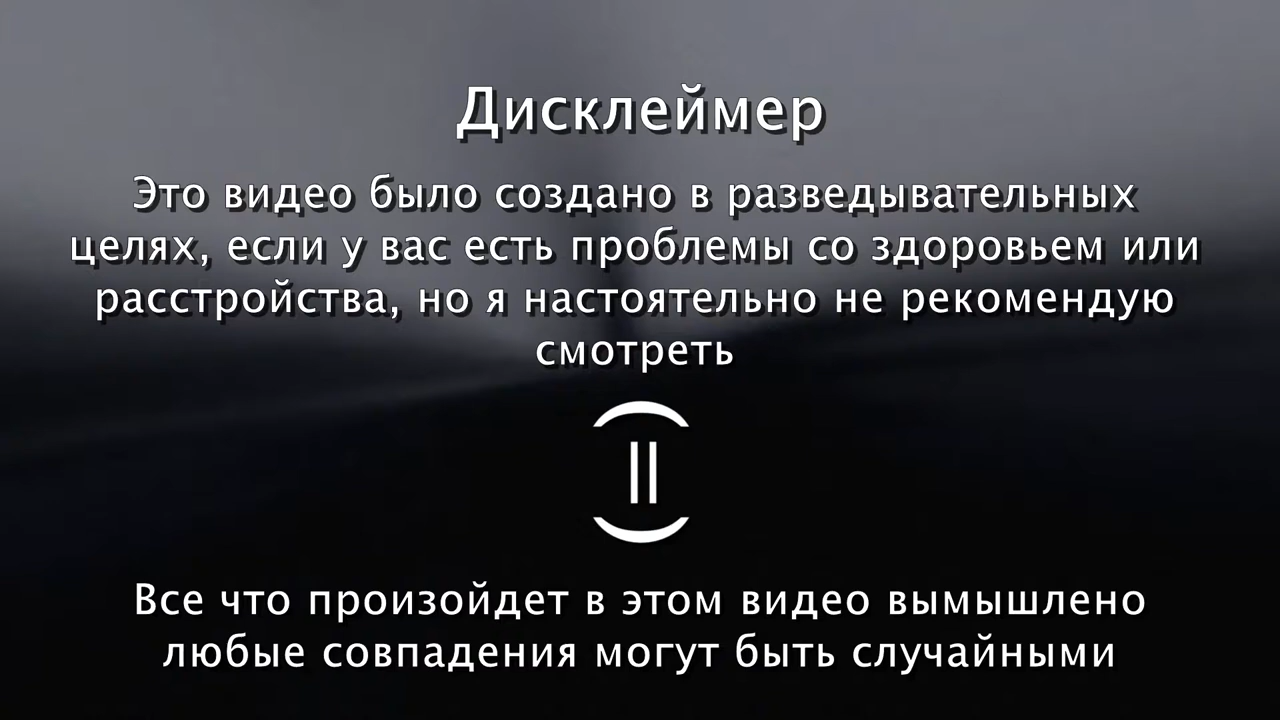 Дисклеймер
Это видео было создано в разведывательных
целях, если у вас есть проблемы со здоровьем или
расстройства, но я настоятельно не рекомендую
смотреть
Все что произойдет в этом видео вымышлено
любые совпадения могут быть случайными